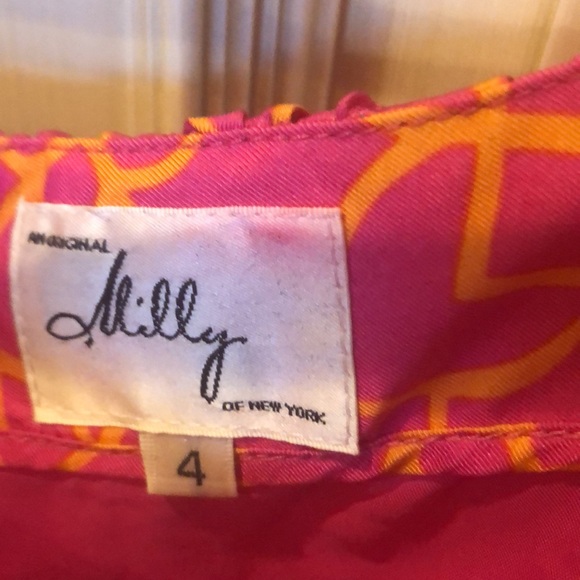 AN ORIGINAL
Milly
OF NEW YORK
4